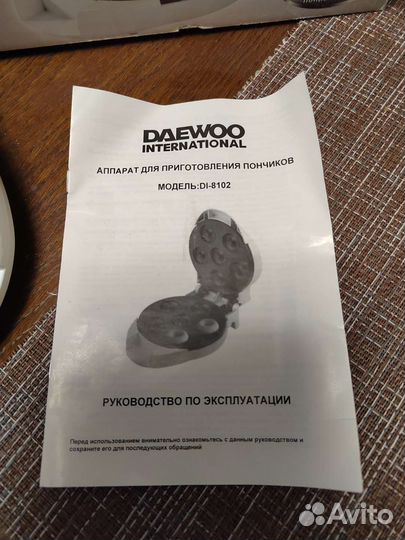 DAEWOO
INTERNATIONAL
АППАРАТ ДЛЯ ПРИГОТОВЛЕНИЯ ПОНЧИКОВ
МОДЕЛЬ:DI-8102
РУКОВОДСТВО ПО ЭКСПЛУАТАЦИИ
Перед использованием внимательно ознакомьтесь с данным руководством и
сохраните его для последующих обращений
Avito